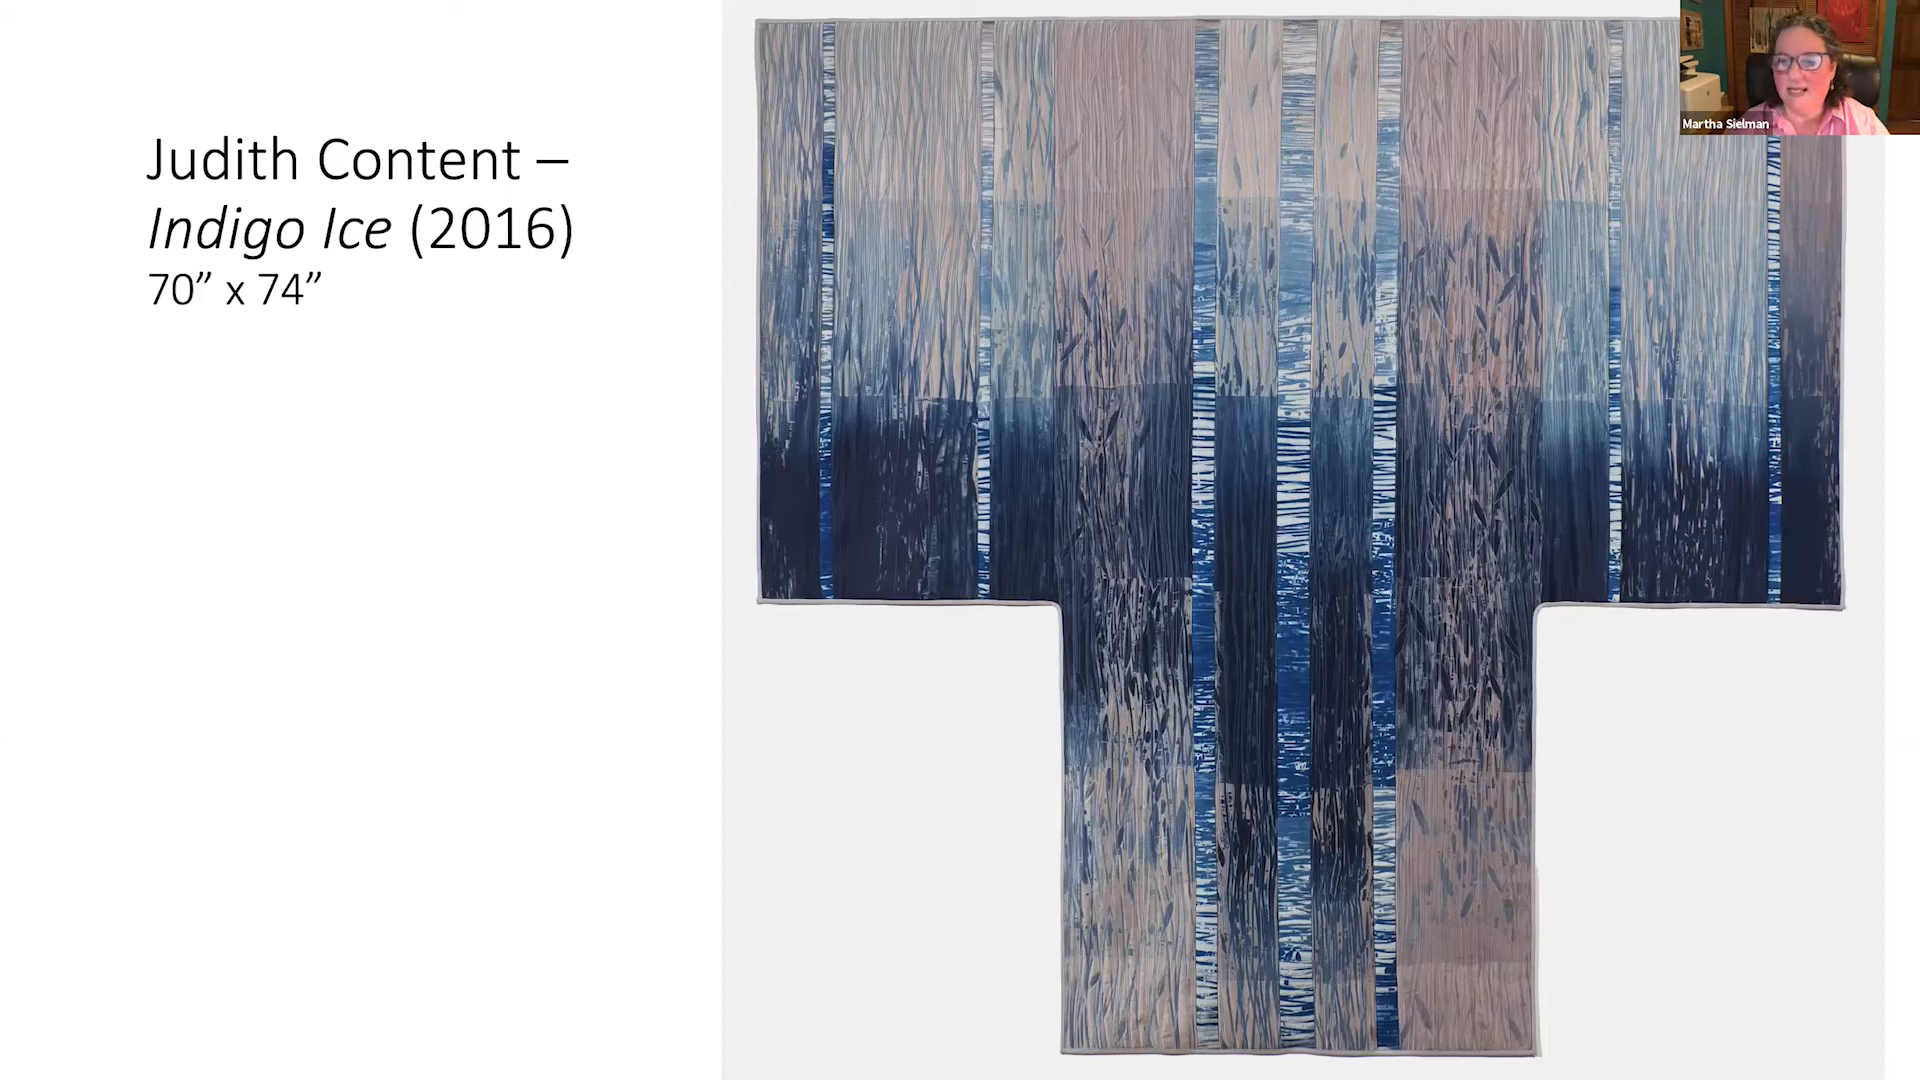 Judith Content –
Indigo Ice (2016)
70” x 74”
Martha Sielman